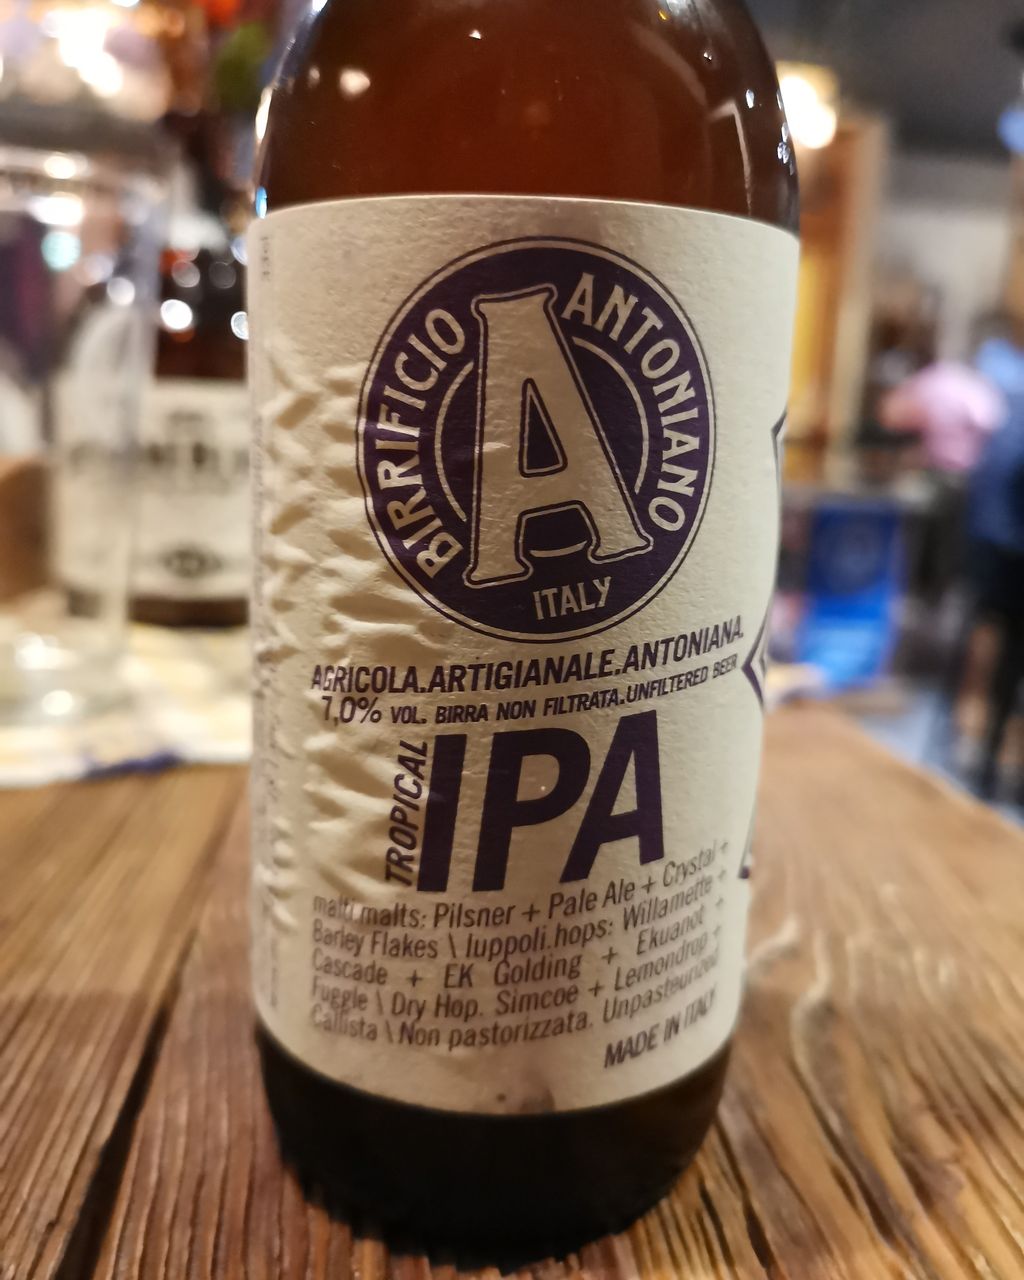 BIRRIFICIO ANTONIANO
A
ITALY
AGRICOLA.ARTIGIANALE.ANTONIANA.
7,0% VOL. BIRRA NON FILTRATA.UNFILTERED BEER
TROPICAL
IPA
malti.malts: Pilsner + Pale Ale + Crystal +
Barley Flakes \ luppoli.hops: Willamette +
Cascade + EK Golding + Ekuanot +
Fuggle \ Dry Hop. Simcoe + Lemondrop +
Callista \ Non pastorizzata. Unpasteurized
MADE IN ITALY